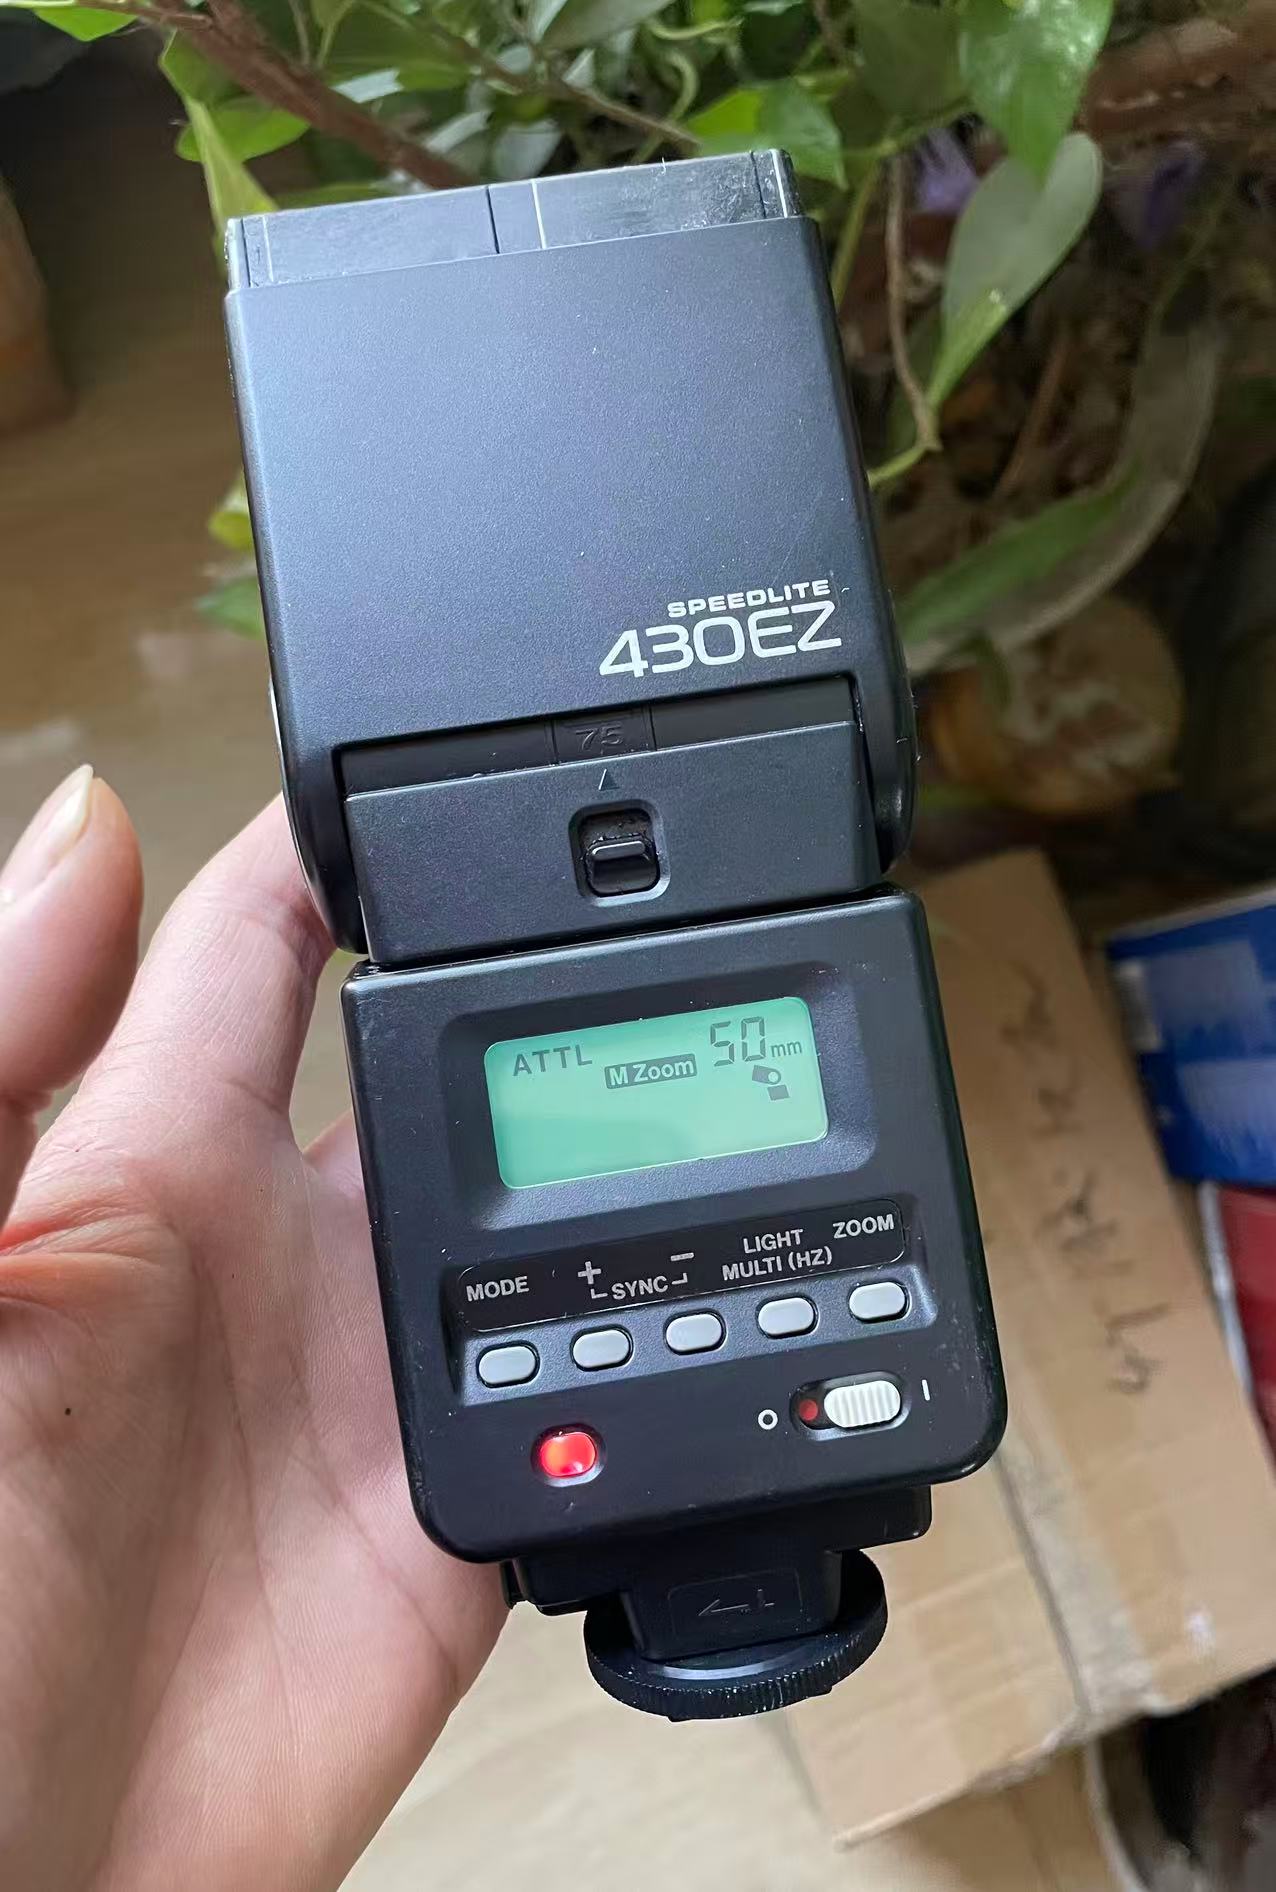 SPEEDLITE
430EZ
75
ATTL
M Zoom
50mm
MODE
+
SYNC
-
LIGHT
MULTI (HZ)
ZOOM
O
I